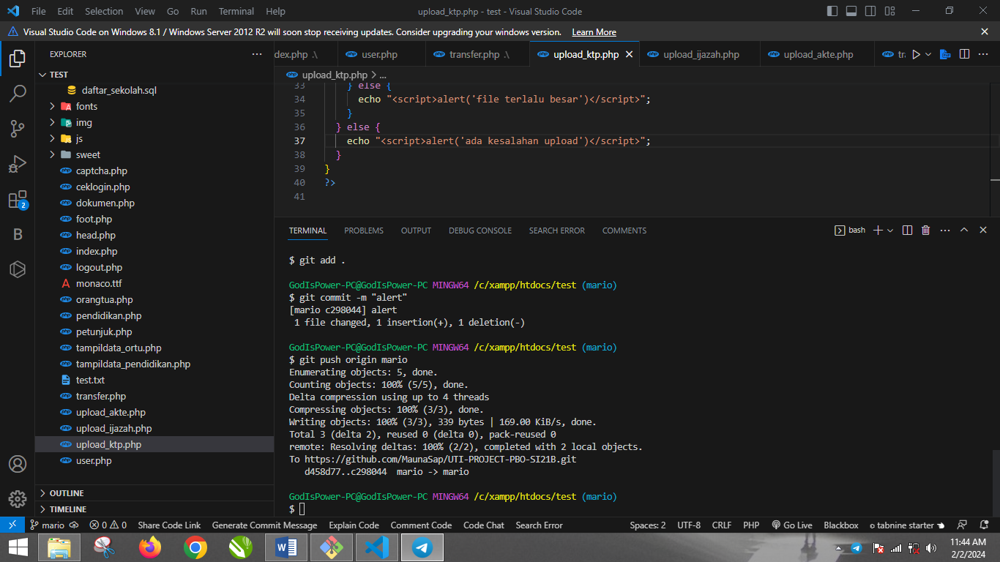 File Edit Selection View Go Run Terminal Help
upload_ktp.php - test - Visual Studio Code
Visual Studio Code on Windows 8.1 / Windows Server 2012 R2 will soon stop receiving updates. Consider upgrading your windows version. Learn More
EXPLORER
TEST
daftar_sekolah.sql
fonts
img
js
sweet
captcha.php
ceklogin.php
dokumen.php
foot.php
head.php
index.php
logout.php
monaco.ttf
orangtua.php
pendidikan.php
petunjuk.php
tampildata_ortu.php
tampildata_pendidikan.php
test.txt
transfer.php
upload_akte.php
upload_ijazah.php
upload_ktp.php
user.php
OUTLINE
TIMELINE
2
dex.php .\ user.php transfer.php .\ upload_ktp.php upload_ijazah.php upload_akte.php tr
upload_ktp.php > ...
33 } else {
34 echo "<script>alert('file terlalu besar')</script>";
35 }
36 } else {
37 echo "<script>alert('ada kesalahan upload')</script>";
38 }
39 }
40 ?>
41
TERMINAL PROBLEMS OUTPUT DEBUG CONSOLE SEARCH ERROR COMMENTS bash
$ git add .
GodIsPower-PC@GodIsPower-PC MINGW64 /c/xampp/htdocs/test (mario)
$ git commit -m "alert"
[mario c298044] alert
1 file changed, 1 insertion(+), 1 deletion(-)
GodIsPower-PC@GodIsPower-PC MINGW64 /c/xampp/htdocs/test (mario)
$ git push origin mario
Enumerating objects: 5, done.
Counting objects: 100% (5/5), done.
Delta compression using up to 4 threads
Compressing objects: 100% (3/3), done.
Writing objects: 100% (3/3), 339 bytes | 169.00 KiB/s, done.
Total 3 (delta 2), reused 0 (delta 0), pack-reused 0
remote: Resolving deltas: 100% (2/2), completed with 2 local objects.
To https://github.com/MaunaSap/UTI-PROJECT-PBO-SI21B.git
d458d77..c298044 mario -> mario
GodIsPower-PC@GodIsPower-PC MINGW64 /c/xampp/htdocs/test (mario)
$
mario 0 0 Share Code Link Generate Commit Message Explain Code Comment Code Code Chat Search Error Spaces: 2 UTF-8 CRLF PHP Go Live Blackbox tabnine starter
11:44 AM
2/2/2024